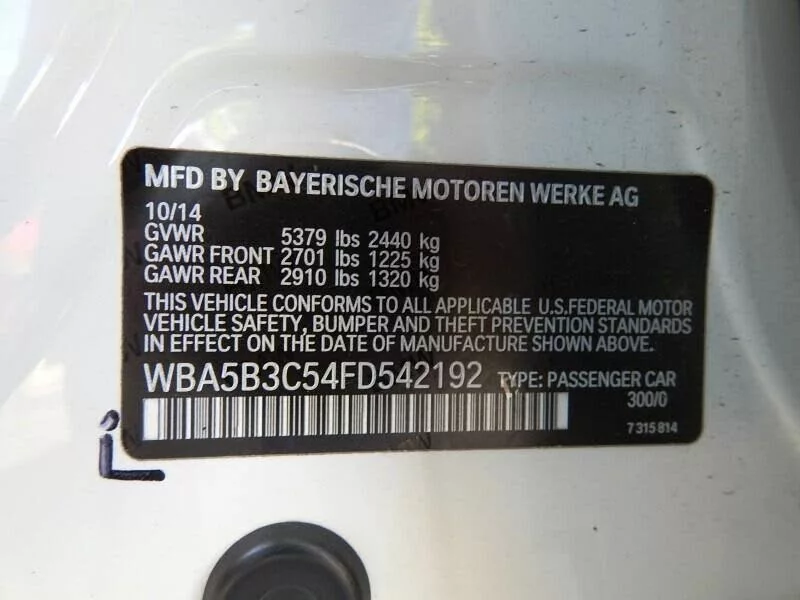 MFD BY BAYERISCHE MOTOREN WERKE AG
10/14
GVWR 5379 lbs 2440 kg
GAWR FRONT 2701 lbs 1225 kg
GAWR REAR 2910 lbs 1320 kg
THIS VEHICLE CONFORMS TO ALL APPLICABLE U.S.FEDERAL MOTOR
VEHICLE SAFETY, BUMPER AND THEFT PREVENTION STANDARDS
IN EFFECT ON THE DATE OF MANUFACTURE SHOWN ABOVE.
WBA5B3C54FD542192 TYPE: PASSENGER CAR
300/0
7 315 814